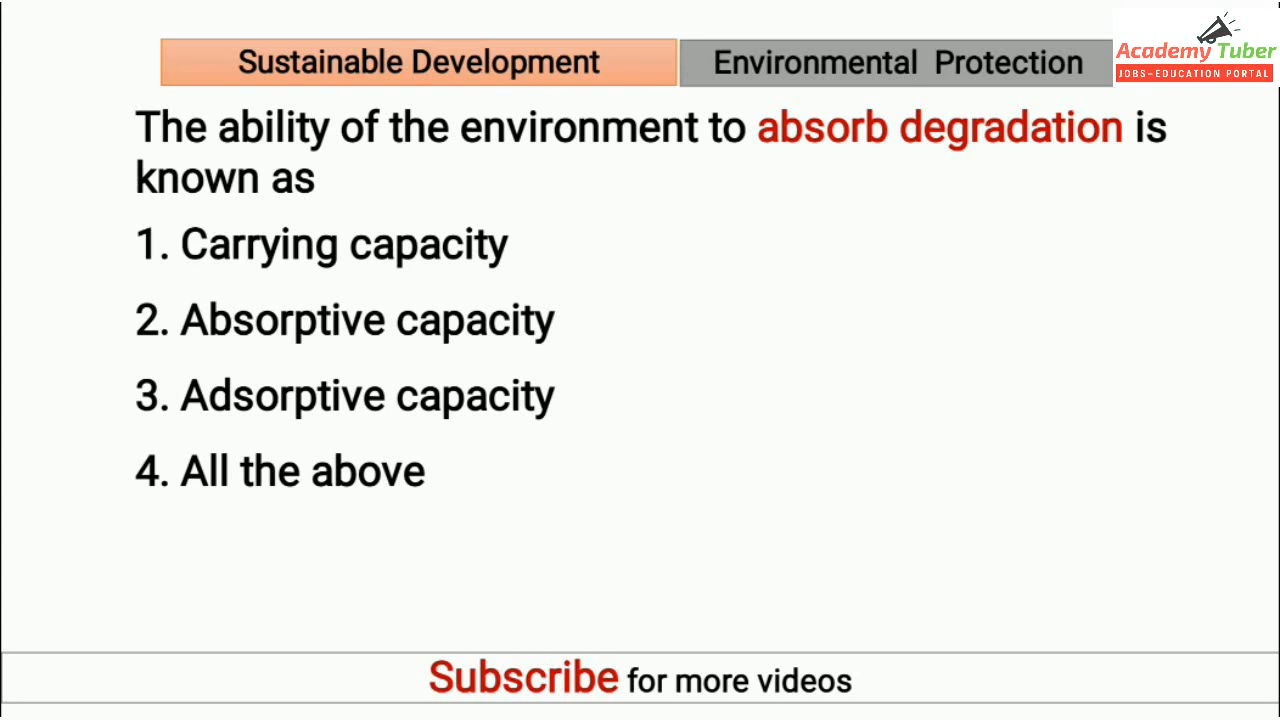 Sustainable Development
Environmental Protection
Academy Tuber
JOBS-EDUCATION PORTAL
The ability of the environment to absorb degradation is
known as
1. Carrying capacity
2. Absorptive capacity
3. Adsorptive capacity
4. All the above
Subscribe for more videos